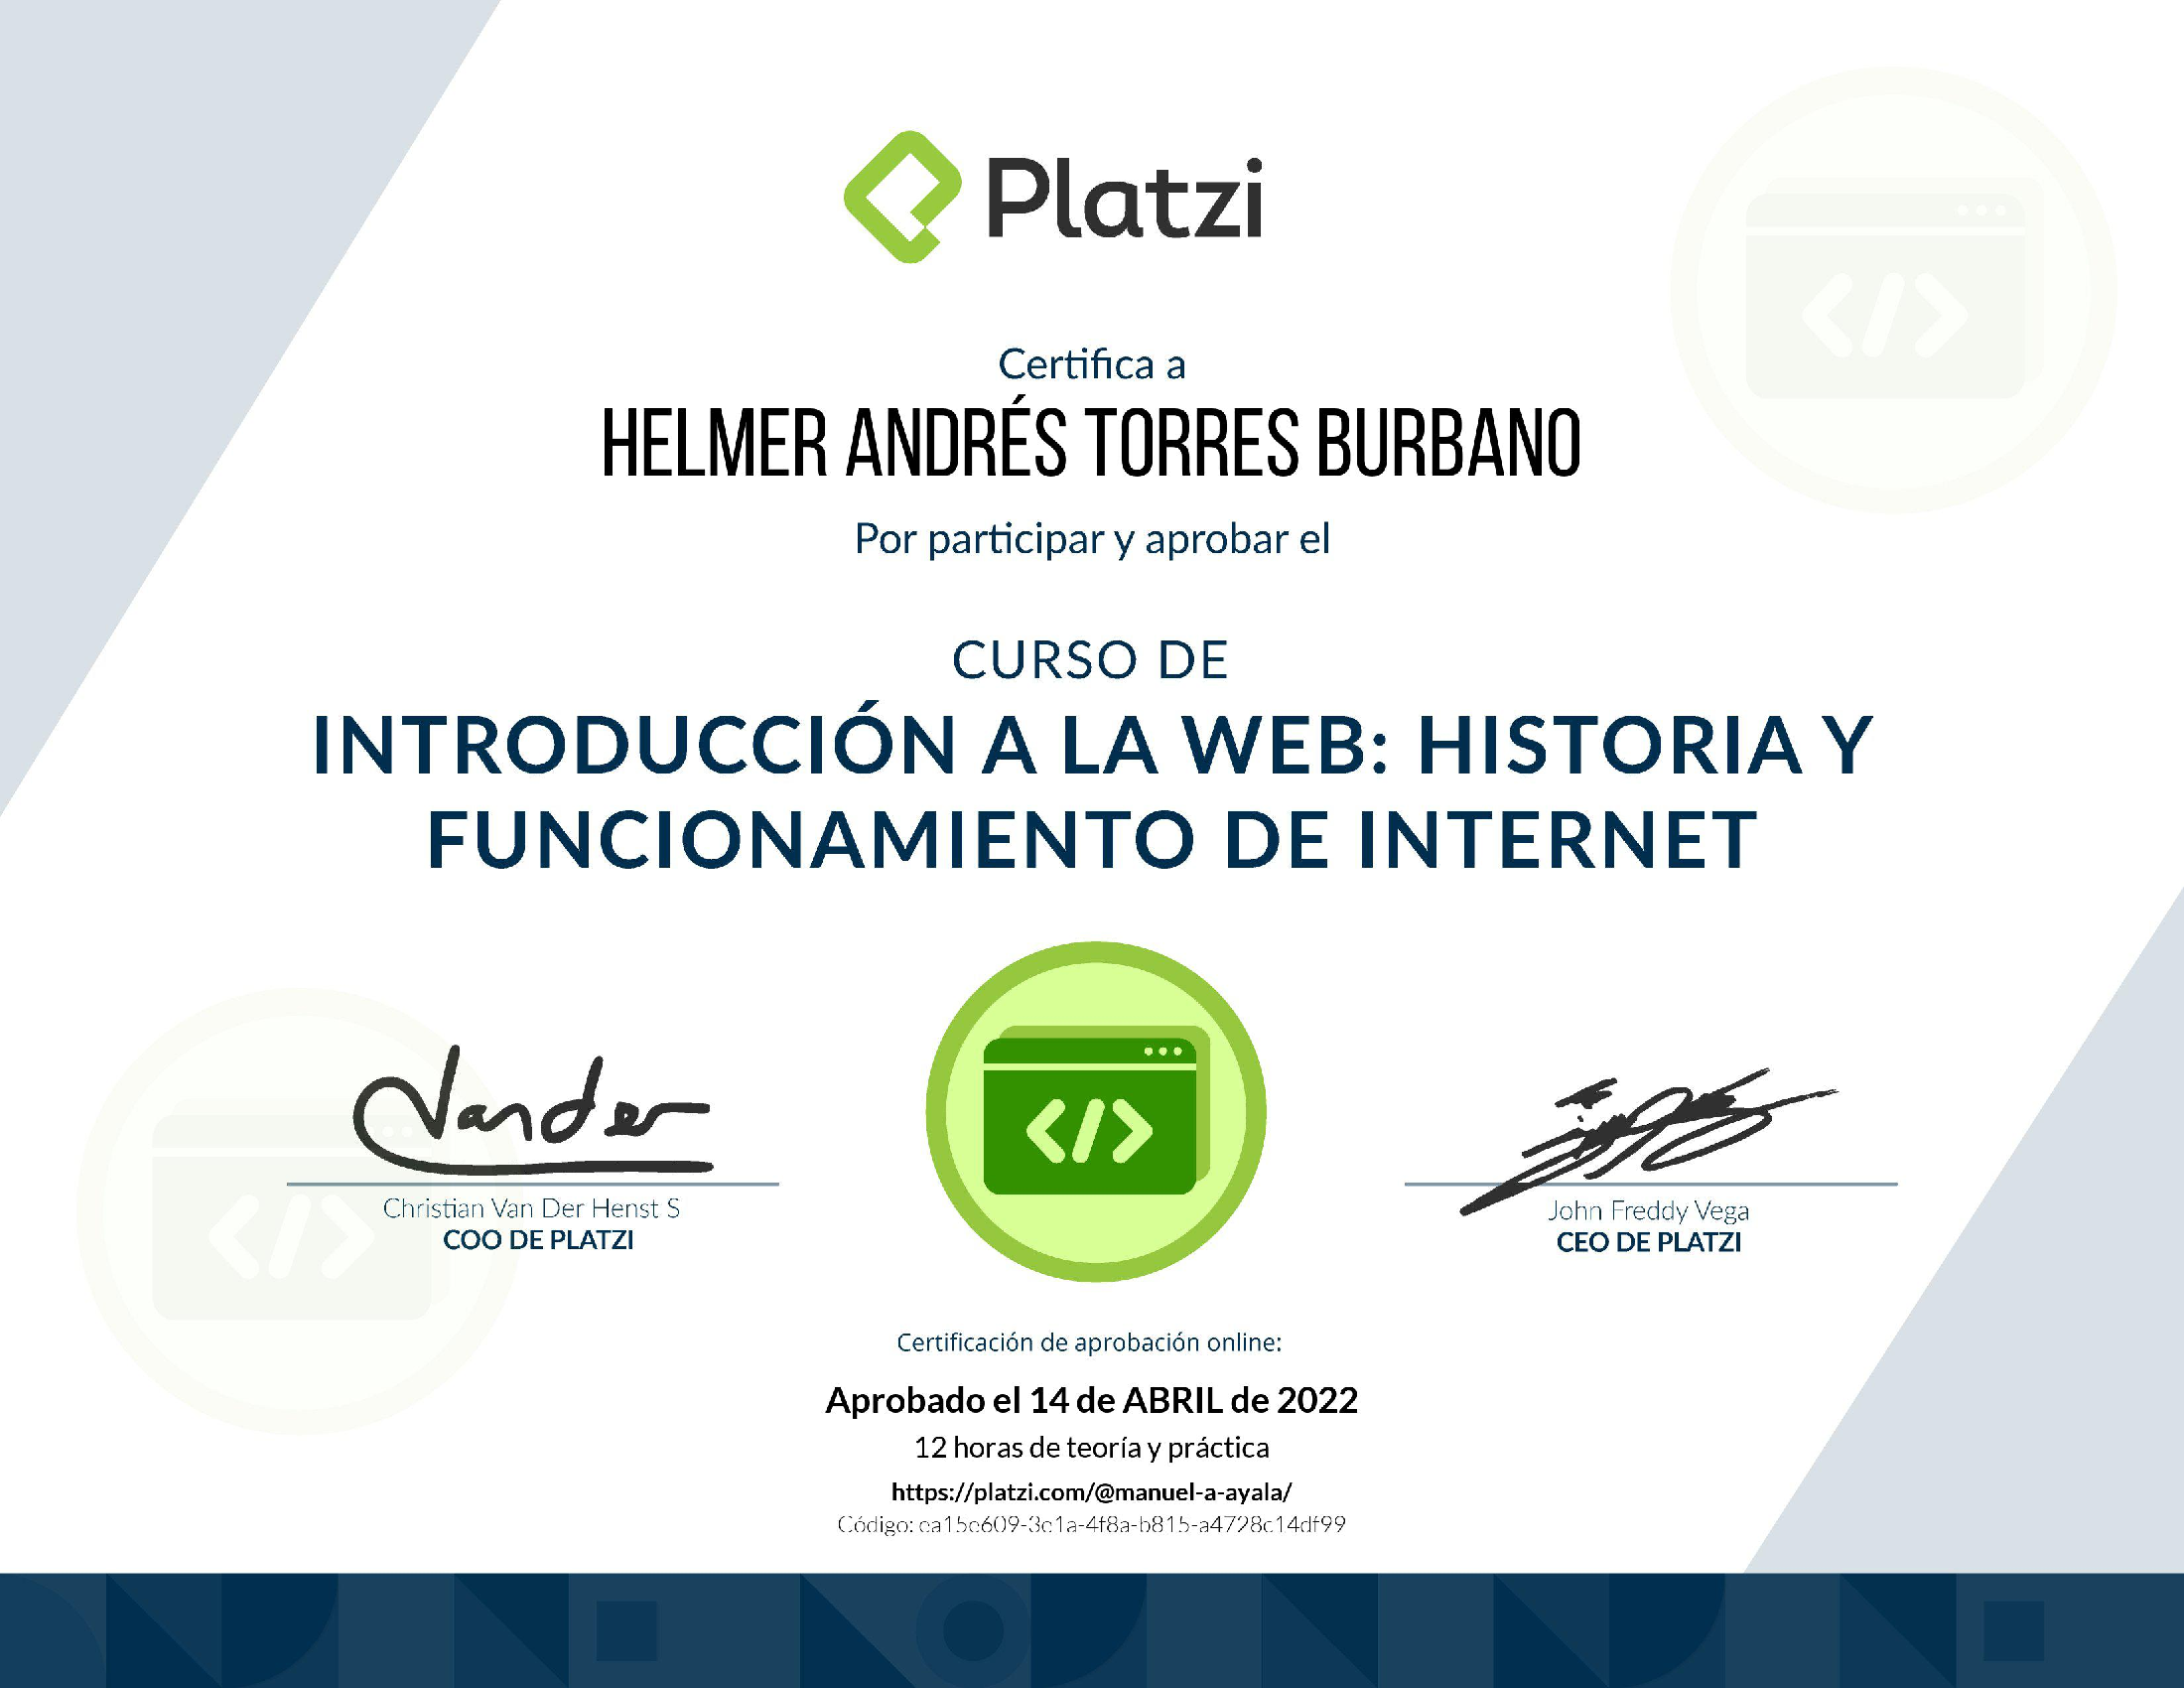 Platzi
Certifica a
HELMER ANDRÉS TORRES BURBANO
Por participar y aprobar el
CURSO DE
INTRODUCCIÓN A LA WEB: HISTORIA Y
FUNCIONAMIENTO DE INTERNET
</>
Vander
Christian Van Der Henst S
COO DE PLATZI
John Freddy Vega
CEO DE PLATZI
Certificación de aprobación online:
Aprobado el 14 de ABRIL de 2022
12 horas de teoría y práctica
https://platzi.com/@manuel-a-ayala/
Código: ea15e609-3e1a-4f8a-b815-a4728c14df99